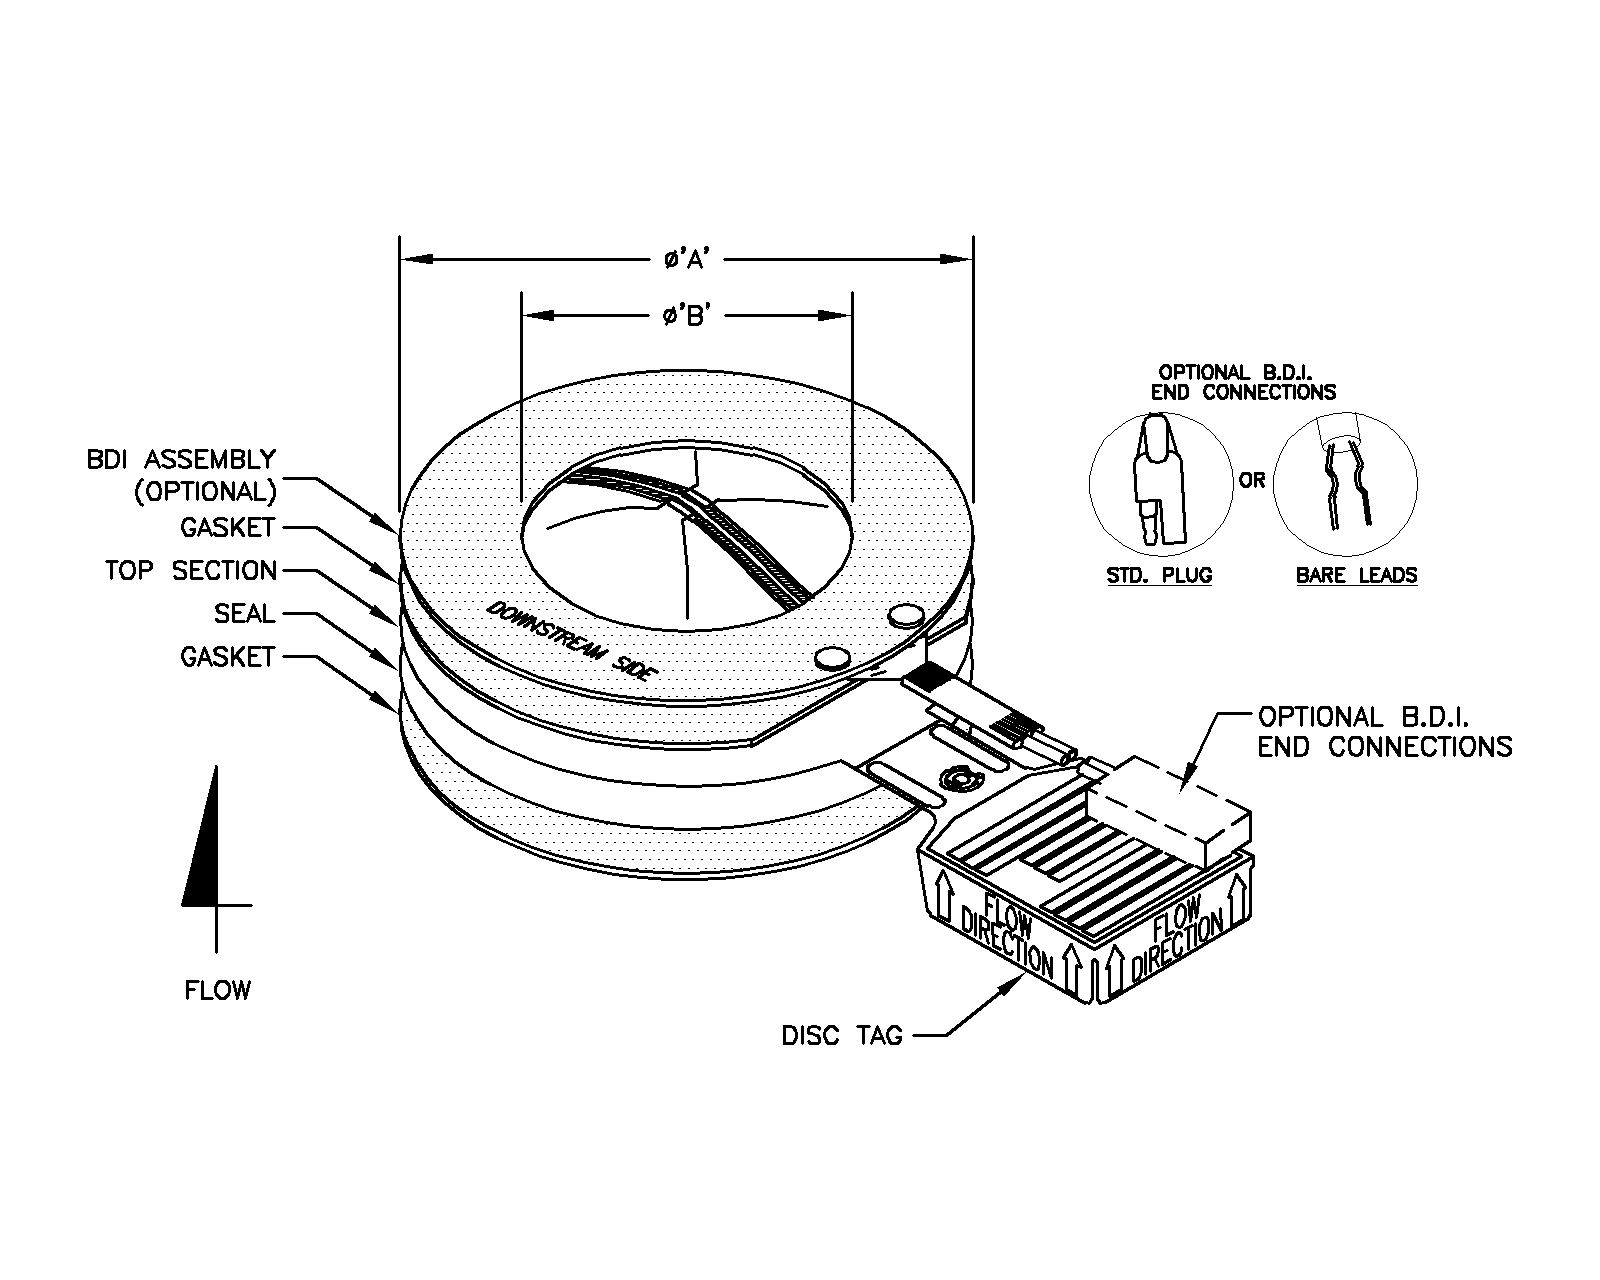 ø'A'
ø'B'
OPTIONAL B.D.I.
END CONNECTIONS
OR
STD. PLUG
BARE LEADS
BDI ASSEMBLY
(OPTIONAL)
GASKET
TOP SECTION
SEAL
GASKET
DOWNSTREAM SIDE
OPTIONAL B.D.I.
END CONNECTIONS
FLOW
DIRECTION
FLOW
DIRECTION
FLOW
DISC TAG